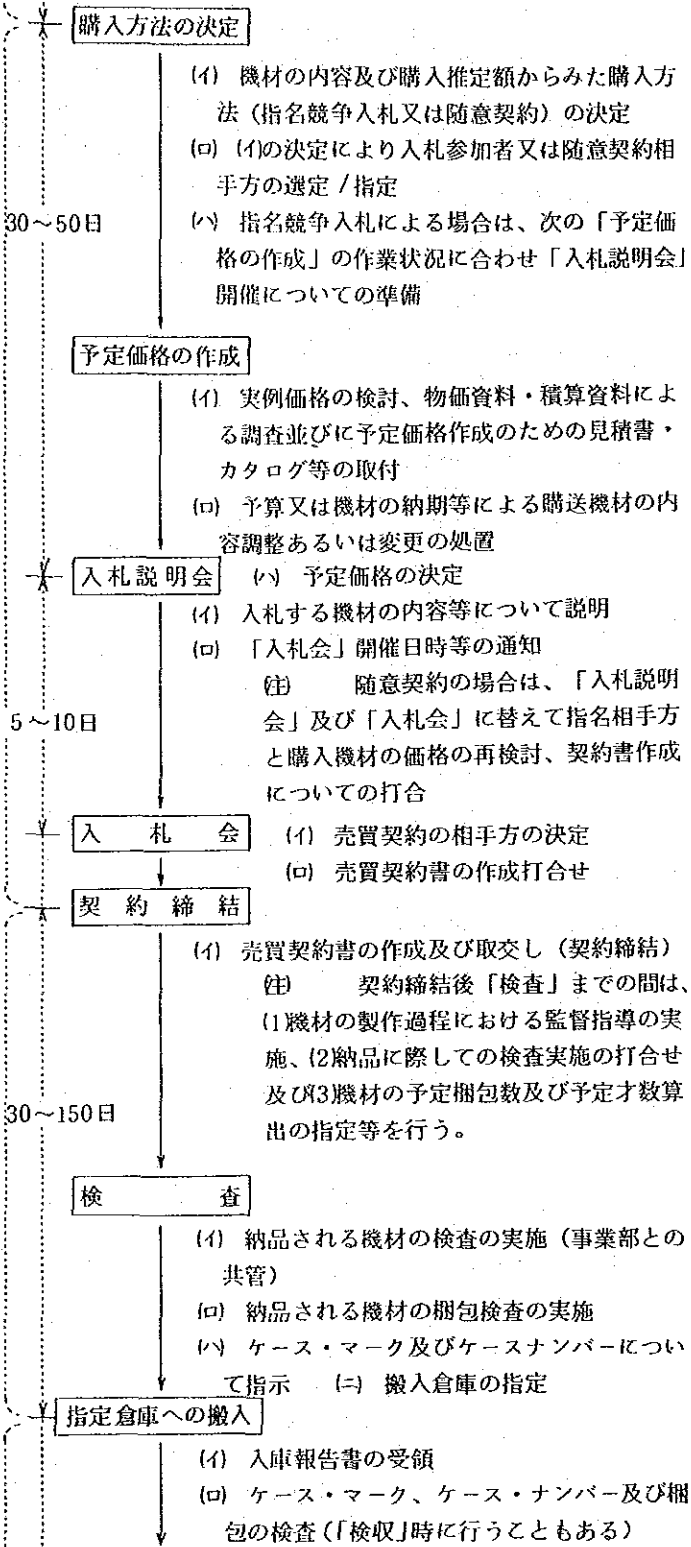 購入方法の決定
(イ) 機材の内容及び購入推定額からみた購入方
法（指名競争入札又は随意契約）の決定
(ロ) (イ)の決定により入札参加者又は随意契約相
手方の選定/指定
30～50日
(ハ) 指名競争入札による場合は、次の「予定価
格の作成」の作業状況に合わせ「入札説明会」
開催についての準備
予定価格の作成
(イ) 実例価格の検討、物価資料・積算資料によ
る調査並びに予定価格作成のための見積書・
カタログ等の取付
(ロ) 予算又は機材の納期等による購送機材の内
容調整あるいは変更の処置
入札説明会 (ハ) 予定価格の決定
(イ) 入札する機材の内容等について説明
(ロ) 「入札会」開催日時等の通知
(注) 随意契約の場合は、「入札説明
会」及び「入札会」に替えて指名相手方
5～10日
と購入機材の価格の再検討、契約書作成
についての打合
入札会 (イ) 売買契約の相手方の決定
(ロ) 売買契約書の作成打合せ
契約締結
(イ) 売買契約書の作成及び取交し（契約締結）
(注) 契約締結後「検査」までの間は、
(1)機材の製作過程における監督指導の実
施、(2)納品に際しての検査実施の打合せ
及び(3)機材の予定梱包数及び予定才数算
30～150日
出の指定等を行う。
検査
(イ) 納品される機材の検査の実施（事業部との
共管）
(ロ) 納品される機材の梱包検査の実施
(ハ) ケース・マーク及びケースナンバーについ
て指示 (ニ) 搬入倉庫の指定
指定倉庫への搬入
(イ) 入庫報告書の受領
(ロ) ケース・マーク、ケース・ナンバー及び梱
包の検査（「検収」時に行うこともある）